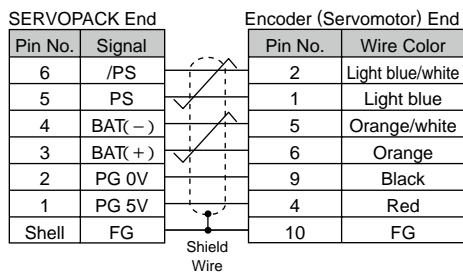 SERVOPACK End Encoder (Servomotor) End
Pin No. Signal Pin No. Wire Color
6 /PS 2 Light blue/white
5 PS 1 Light blue
4 BAT(−) 5 Orange/white
3 BAT(+) 6 Orange
2 PG 0V 9 Black
1 PG 5V 4 Red
Shell FG 10 FG
Shield
Wire